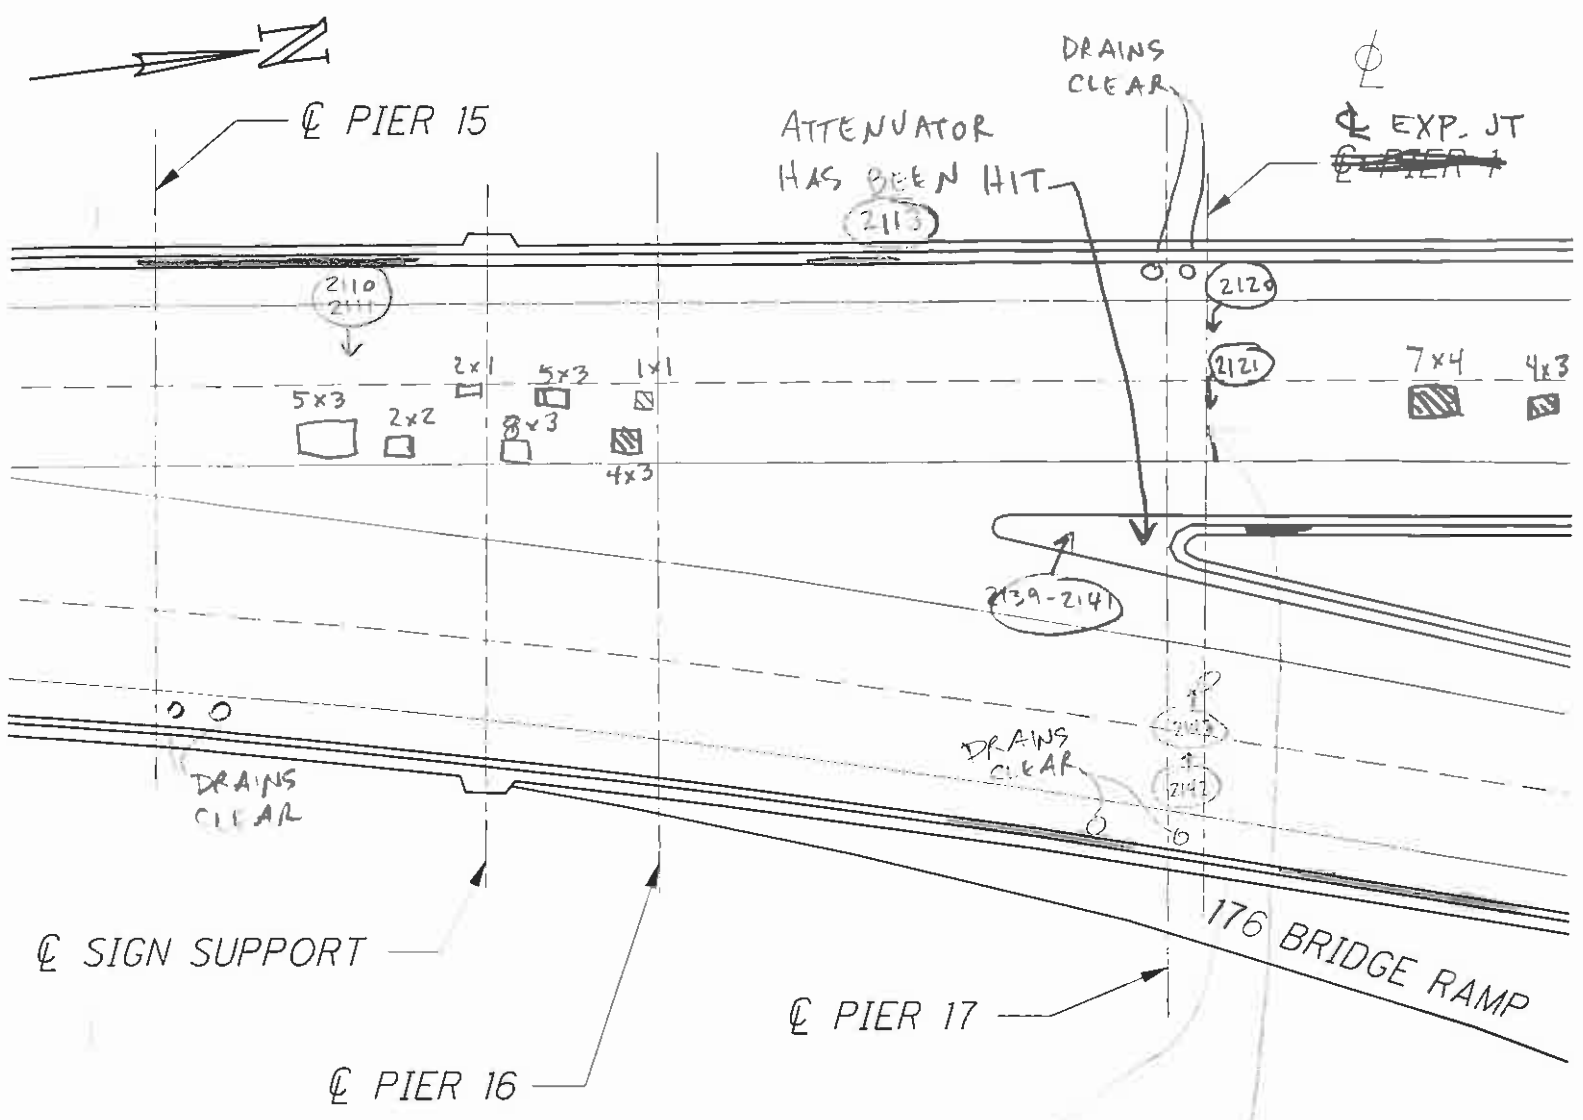 N
℄ PIER 15
DRAINS
CLEAR
℄
℄ EXP. JT
ATTENUATOR
HAS BEEN HIT
2113
2110
2111
2120
2121
2x1
5x3
1x1
7x4
4x3
5x3
2x2
8x3
4x3
2139-2141
DRAINS
CLEAR
2142
DRAINS
CLEAR
℄ SIGN SUPPORT
176 BRIDGE RAMP
℄ PIER 17
℄ PIER 16